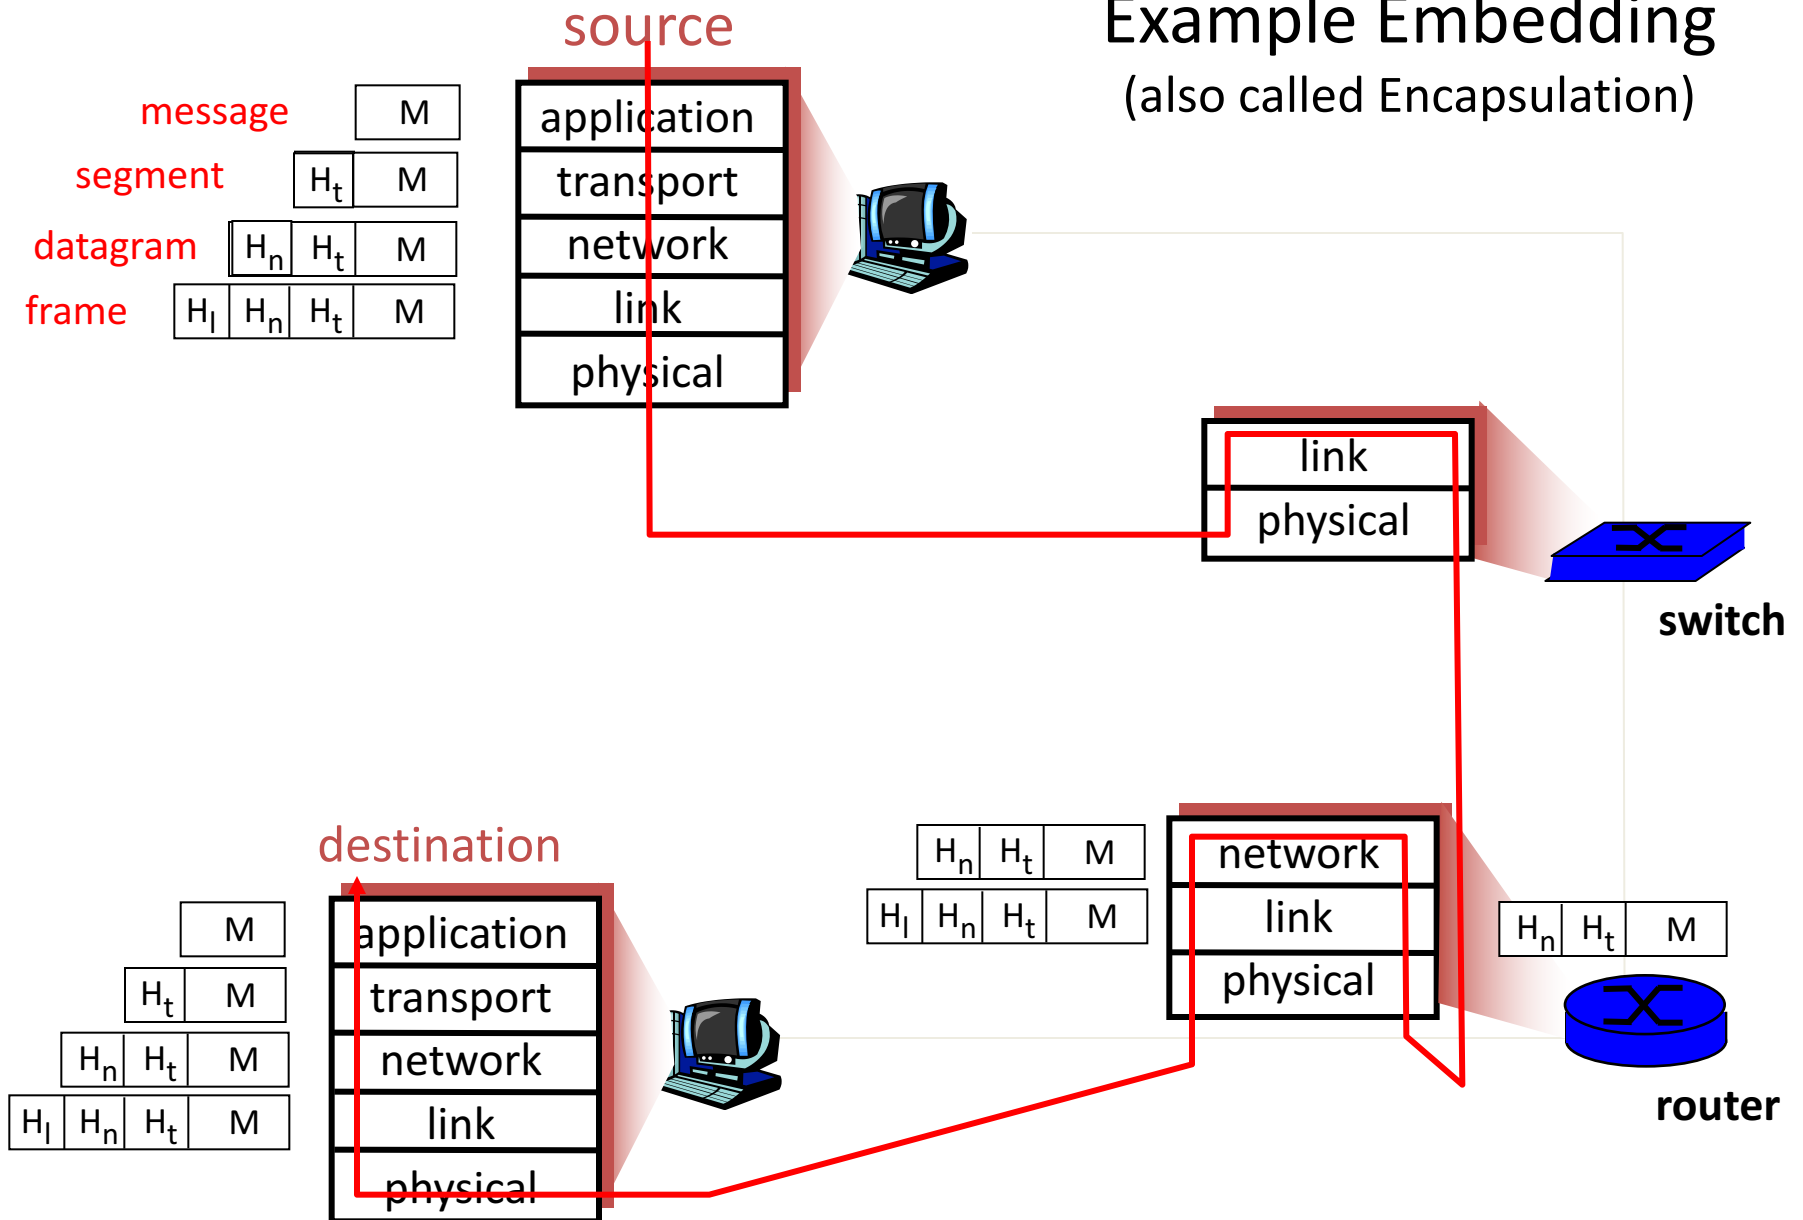 source
Example Embedding
(also called Encapsulation)
message M
segment Ht M
datagram Hn Ht M
frame Hl Hn Ht M
application
transport
network
link
physical
link
physical
switch
destination
M
Ht M
Hn Ht M
Hl Hn Ht M
application
transport
network
link
physical
Hn Ht M
Hl Hn Ht M
network
link
physical
Hn Ht M
router